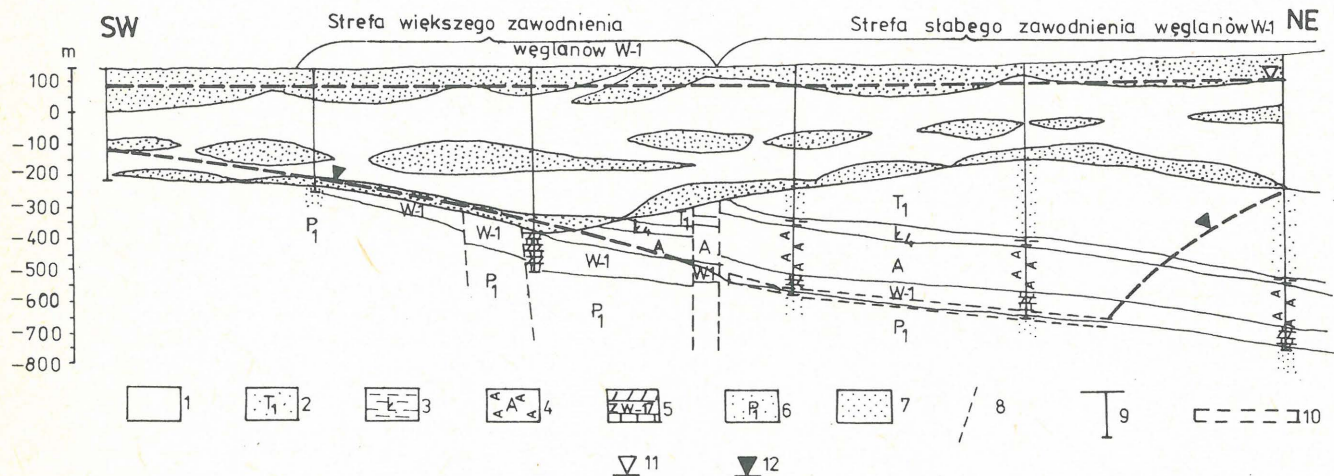 SW
Strefa większego zawodnienia
węglanów W-1
Strefa słabego zawodnienia węglanów W-1
NE
m
100
0
-100
-200
-300
-400
-500
-600
-700
-800
P1
W-1
W-1
P1
W-1
P1
Ł4
T1
A
A
W-1
T1
Ł4
A
W-1
P1
A A A A A
A A A A
A A A A
1
T1 2
Ł 3
A A A A A 4
Z W-1 5
P1 6
7
8
9
10
11
12